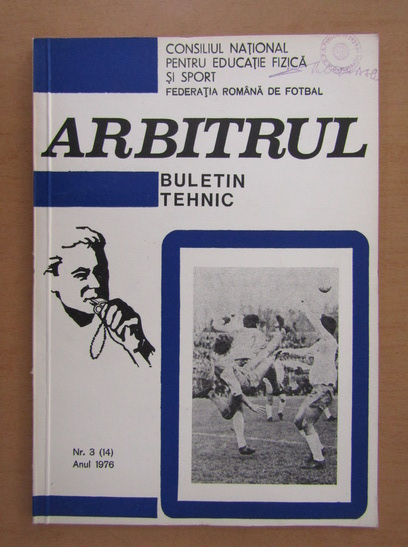 CONSILIUL NAȚIONAL
PENTRU EDUCAȚIE FIZICĂ
ȘI SPORT
FEDERAȚIA ROMÂNĂ DE FOTBAL
ARBITRUL
BULETIN
TEHNIC
Nr. 3 (14)
Anul 1976